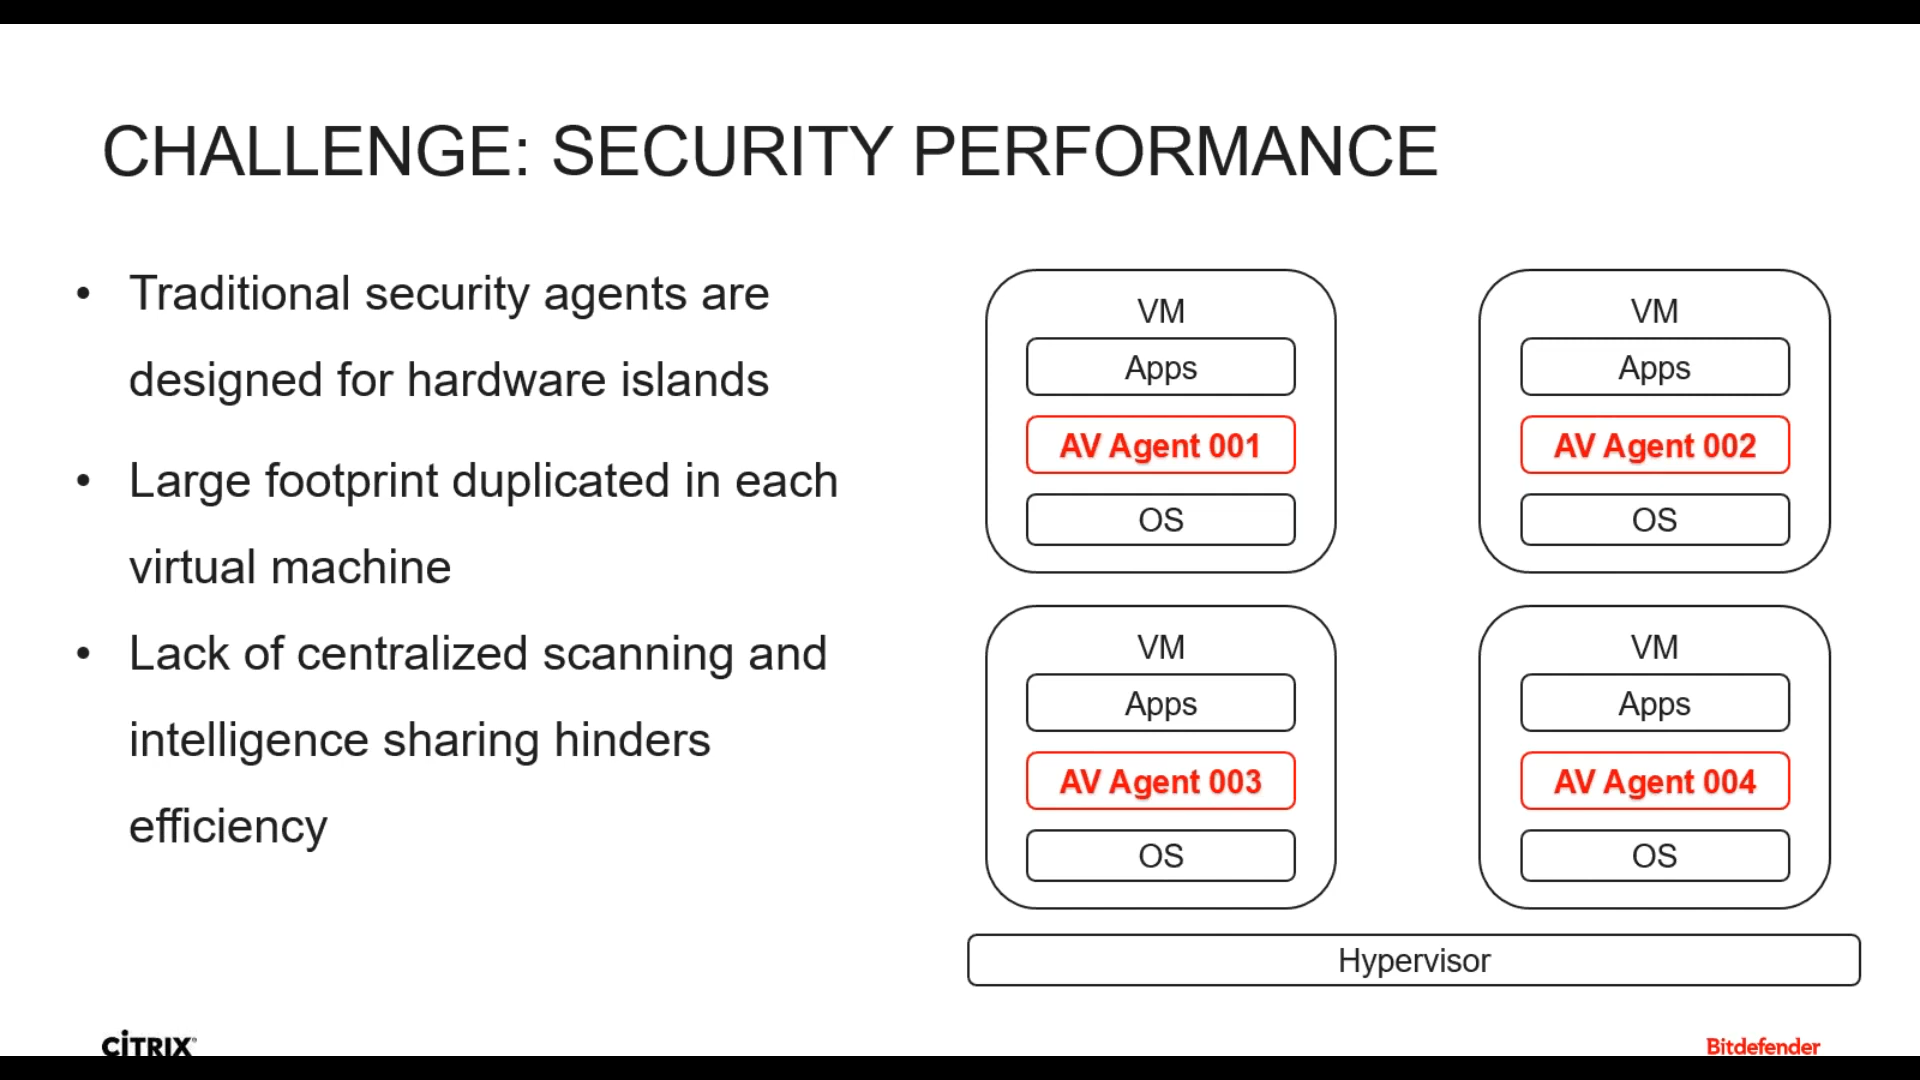 CHALLENGE: SECURITY PERFORMANCE
• Traditional security agents are
designed for hardware islands
• Large footprint duplicated in each
virtual machine
• Lack of centralized scanning and
intelligence sharing hinders
efficiency
VM
Apps
AV Agent 001
OS
VM
Apps
AV Agent 002
OS
VM
Apps
AV Agent 003
OS
VM
Apps
AV Agent 004
OS
Hypervisor
CİTRIX®
Bitdefender